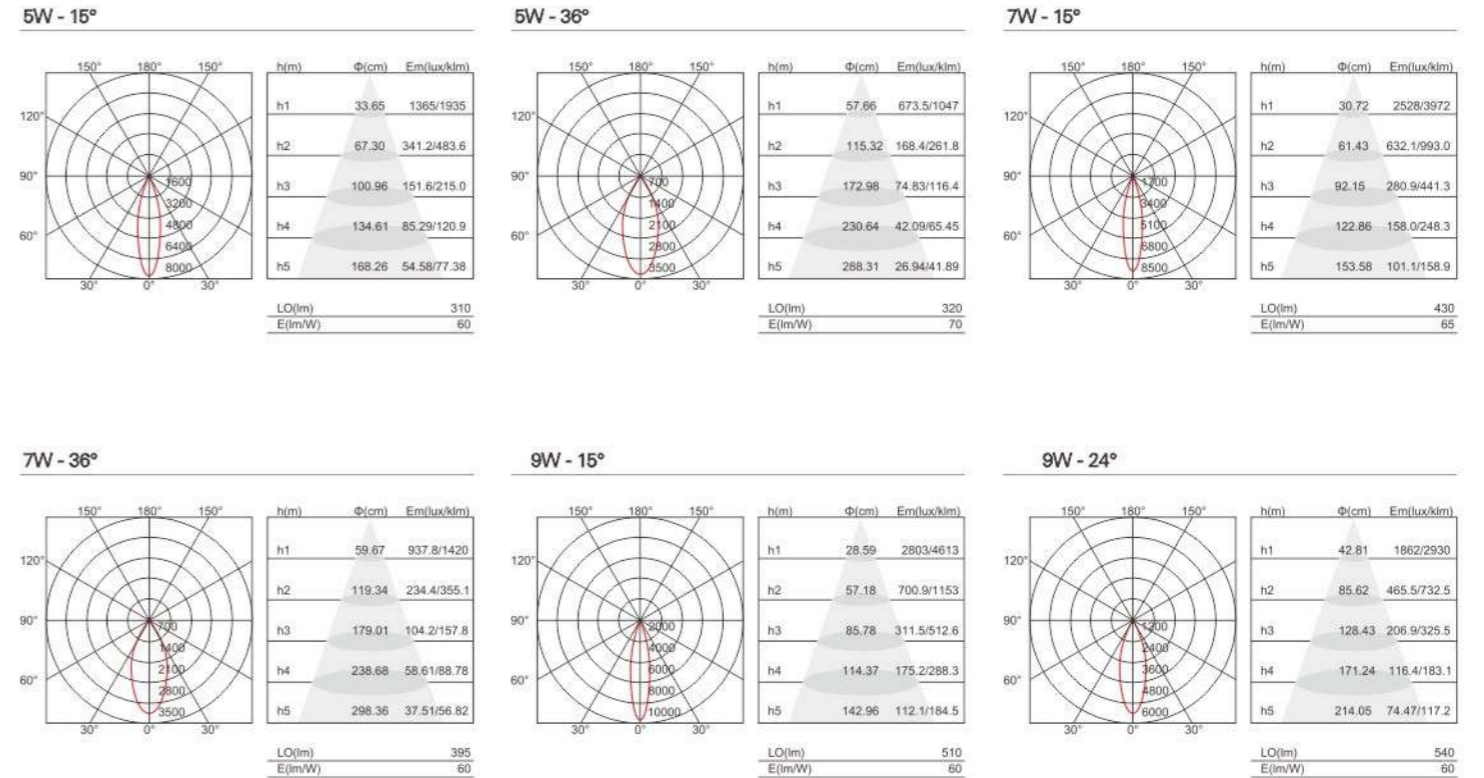 5W - 15°
150° 180° 150°
120°
90°
60°
30° 0° 30°
1600
3200
4800
6400
8000
h(m) Φ(cm) Em(lux/klm)
h1 33.65 1365/1935
h2 67.30 341.2/483.6
h3 100.96 151.6/215.0
h4 134.61 85.29/120.9
h5 168.26 54.58/77.38
LO(lm) 310
E(lm/W) 60
5W - 36°
150° 180° 150°
120°
90°
60°
30° 0° 30°
700
1400
2100
2800
3500
h(m) Φ(cm) Em(lux/klm)
h1 57.66 673.5/1047
h2 115.32 168.4/261.8
h3 172.98 74.83/116.4
h4 230.64 42.09/65.45
h5 288.31 26.94/41.89
LO(lm) 320
E(lm/W) 70
7W - 15°
150° 180° 150°
120°
90°
60°
30° 0° 30°
1700
3400
5100
6800
8500
h(m) Φ(cm) Em(lux/klm)
h1 30.72 2528/3972
h2 61.43 632.1/993.0
h3 92.15 280.9/441.3
h4 122.86 158.0/248.3
h5 153.58 101.1/158.9
LO(lm) 430
E(lm/W) 65
7W - 36°
150° 180° 150°
120°
90°
60°
30° 0° 30°
700
1400
2100
2800
3500
h(m) Φ(cm) Em(lux/klm)
h1 59.67 937.8/1420
h2 119.34 234.4/355.1
h3 179.01 104.2/157.8
h4 238.68 58.61/88.78
h5 298.36 37.51/56.82
LO(lm) 395
E(lm/W) 60
9W - 15°
150° 180° 150°
120°
90°
60°
30° 0° 30°
2000
4000
6000
8000
10000
h(m) Φ(cm) Em(lux/klm)
h1 28.59 2803/4613
h2 57.18 700.9/1153
h3 85.78 311.5/512.6
h4 114.37 175.2/288.3
h5 142.96 112.1/184.5
LO(lm) 510
E(lm/W) 60
9W - 24°
150° 180° 150°
120°
90°
60°
30° 0° 30°
1200
2400
3600
4800
6000
h(m) Φ(cm) Em(lux/klm)
h1 42.81 1862/2930
h2 85.62 465.5/732.5
h3 128.43 206.9/325.5
h4 171.24 116.4/183.1
h5 214.05 74.47/117.2
LO(lm) 540
E(lm/W) 60